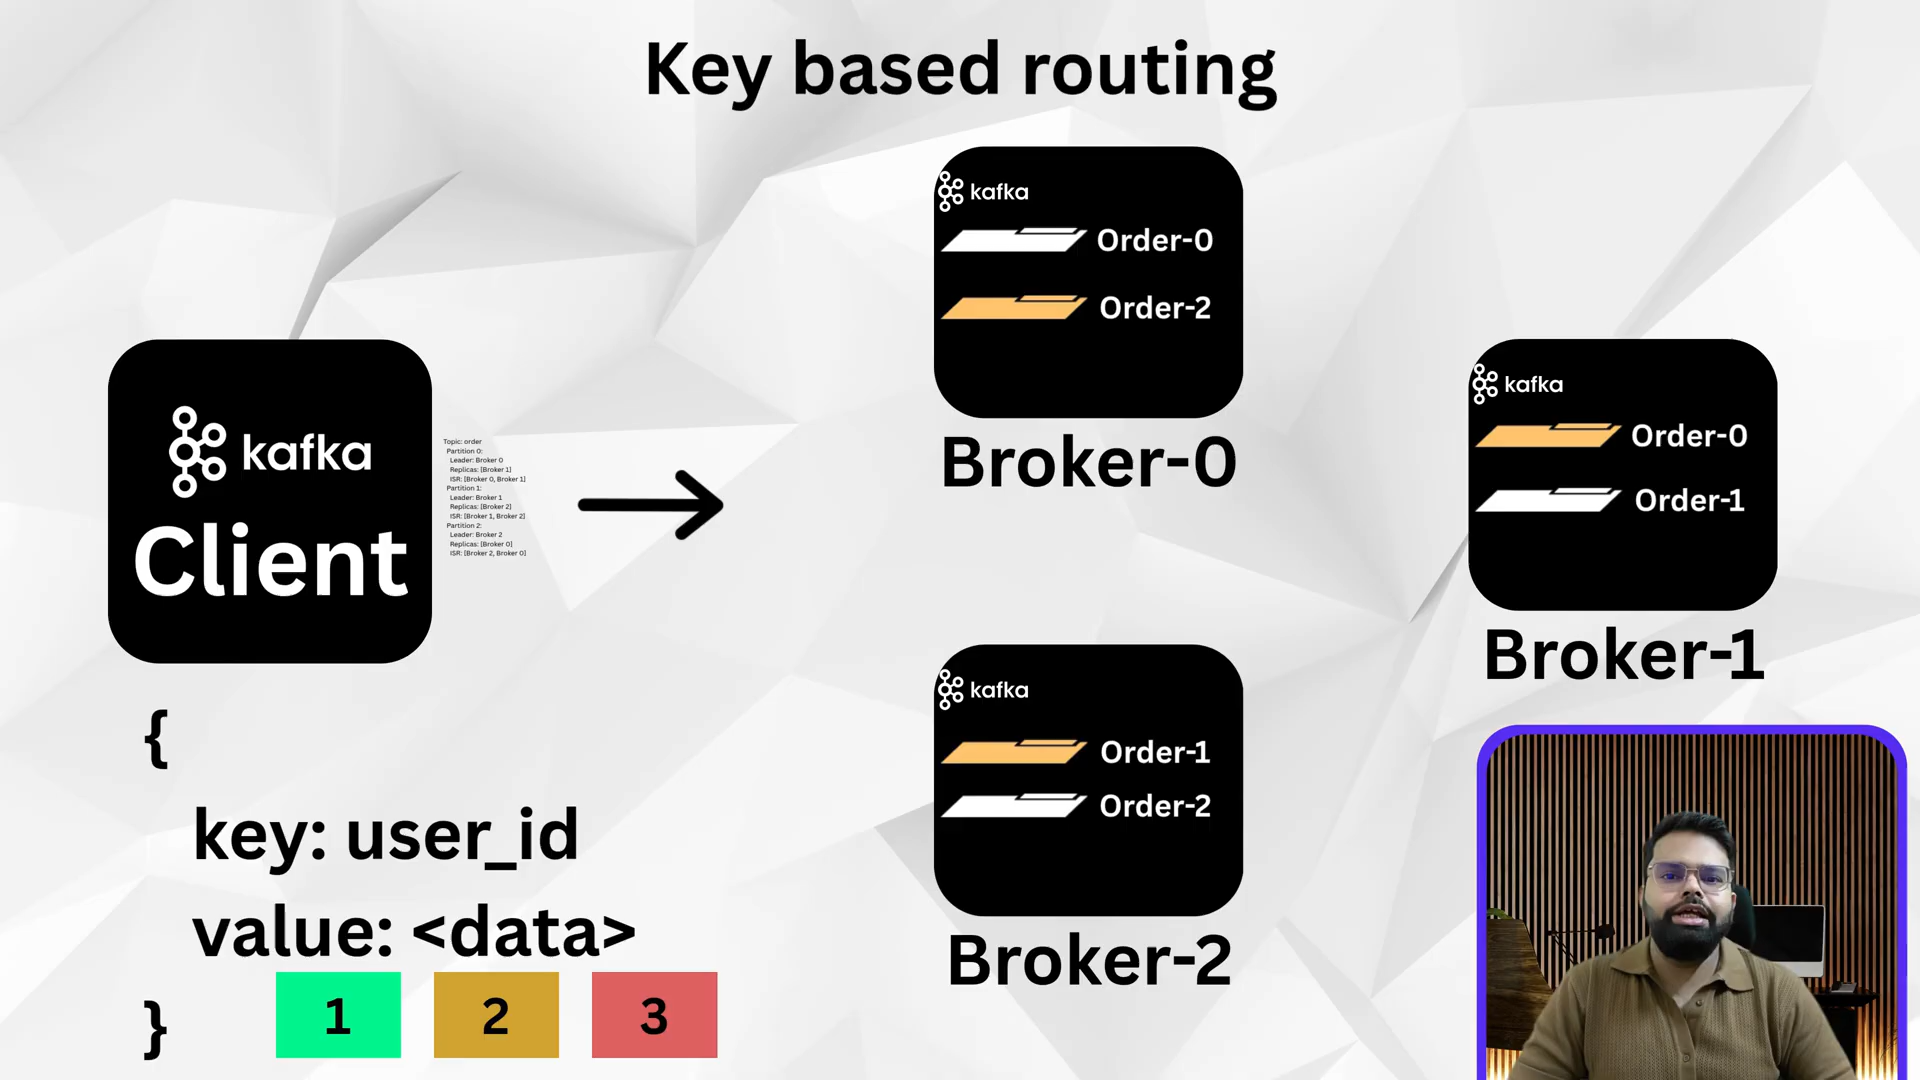 Key based routing
kafka
Order-0
Order-2
Broker-0
kafka
Order-0
Order-1
Broker-1
kafka
Client
Topic: order
Partition 0:
Leader: Broker 0
Replicas: [Broker 1]
ISR: [Broker 0, Broker 1]
Partition 1:
Leader: Broker 1
Replicas: [Broker 2]
ISR: [Broker 1, Broker 2]
Partition 2:
Leader: Broker 2
Replicas: [Broker 0]
ISR: [Broker 2, Broker 0]
kafka
Order-1
Order-2
Broker-2
{
key: user_id
value: <data>
}
1 2 3